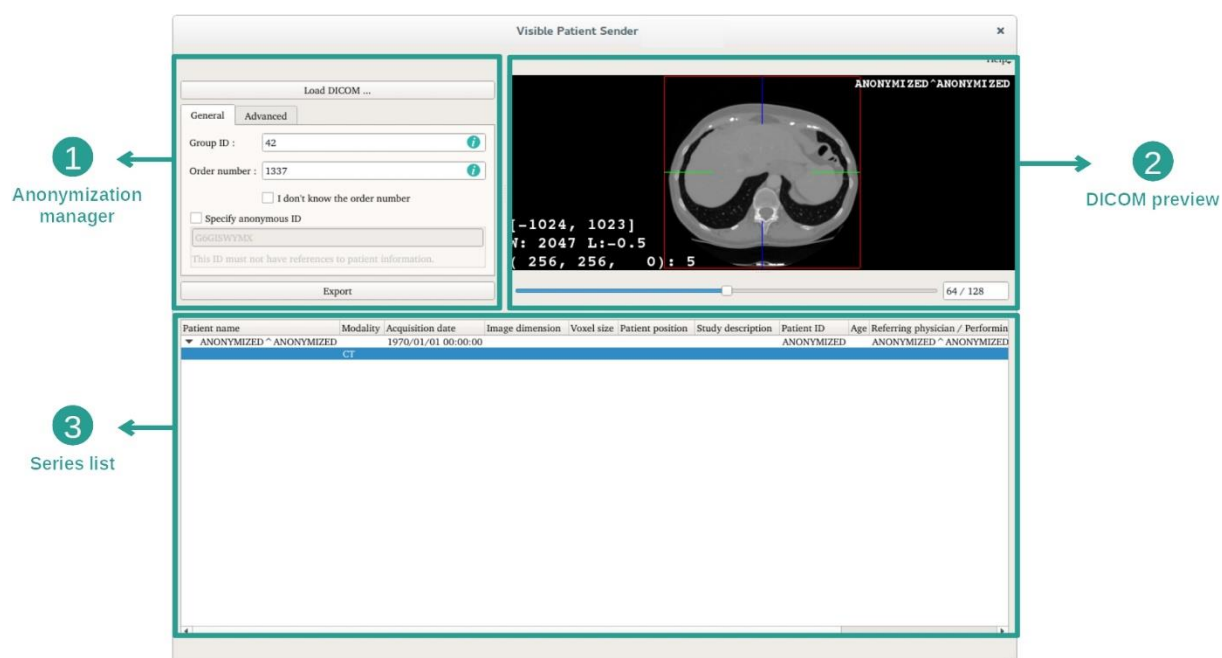 Visible Patient Sender
Help
Load DICOM ...
General Advanced
Group ID : 42
Order number : 1337
I don't know the order number
Specify anonymous ID
G6GISWYMX
This ID must not have references to patient information.
Export
1
Anonymization
manager
ANONYMIZED^ANONYMIZED
[-1024, 1023]
W: 2047 L:-0.5
( 256, 256, 0): 5
64 / 128
2
DICOM preview
Patient name Modality Acquisition date Image dimension Voxel size Patient position Study description Patient ID Age Referring physician / Performin
ANONYMIZED ^ ANONYMIZED 1970/01/01 00:00:00 ANONYMIZED ANONYMIZED ^ ANONYMIZED
CT
3
Series list